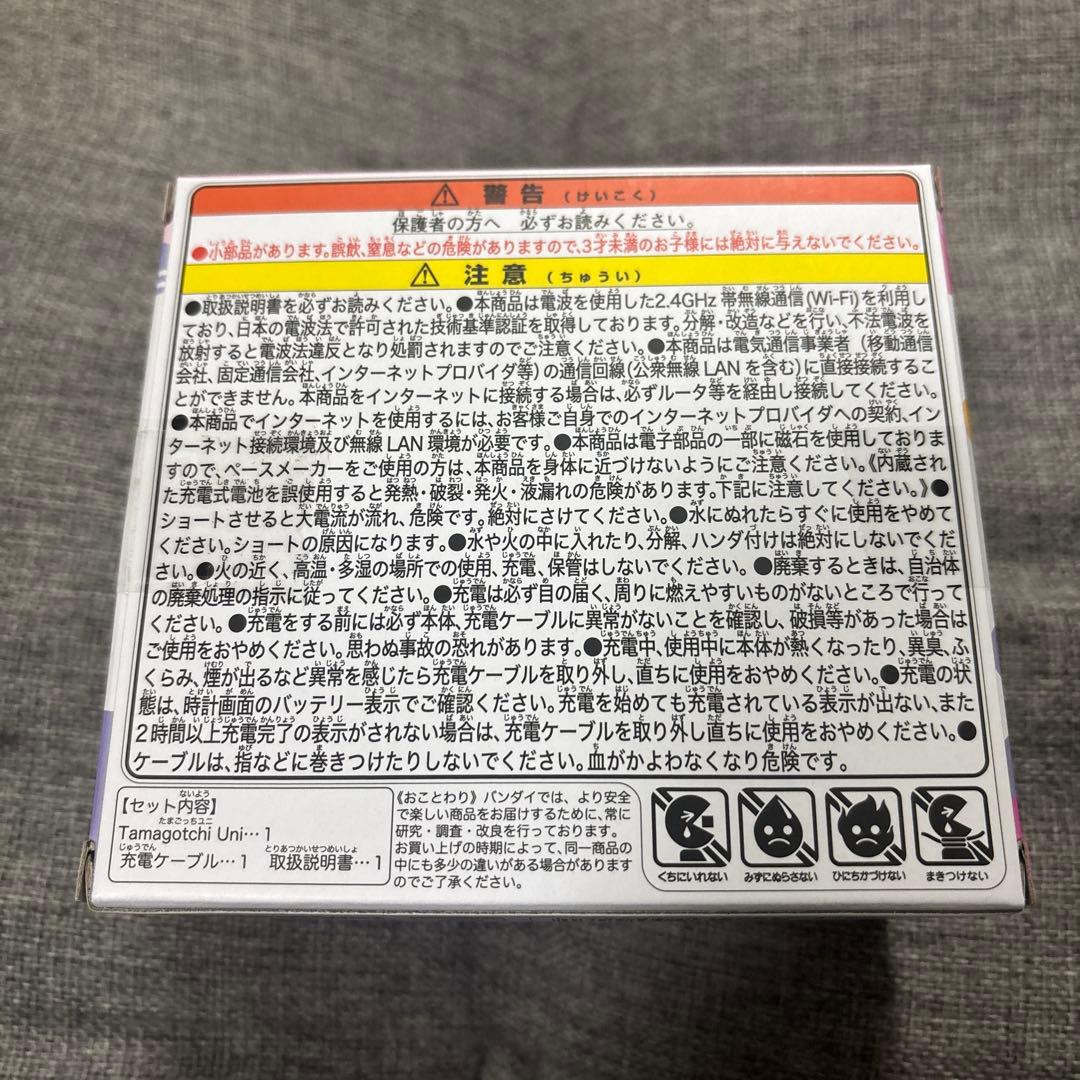 ⚠ 警告 (けいこく)
保護者の方へ 必ずお読みください。
●小部品があります。誤飲、窒息などの危険がありますので、3才未満のお子様には絶対に与えないでください。
⚠ 注意 (ちゅうい)
●取扱説明書を必ずお読みください。●本商品は電波を使用した2.4GHz 帯無線通信(Wi-Fi)を利用し
ており、日本の電波法で許可された技術基準認証を取得しております。分解・改造などを行い、不法電波を
放射すると電波法違反となり処罰されますのでご注意ください。●本商品は電気通信事業者 (移動通信
会社、固定通信会社、インターネットプロバイダ等) の通信回線(公衆無線 LAN を含む)に直接接続するこ
とができません。本商品をインターネットに接続する場合は、必ずルータ等を経由し接続してください。
●本商品でインターネットを使用するには、お客様ご自身でのインターネットプロバイダへの契約、イン
ターネット接続環境及び無線 LAN 環境が必要です。●本商品は電子部品の一部に磁石を使用しておりま
すので、ペースメーカーをご使用の方は、本商品を身体に近づけないようにご注意ください。《内蔵され
た充電式電池を誤使用すると発熱・破裂・発火・液漏れの危険があります。下記に注意してください。》●
ショートさせると大電流が流れ、危険です。絶対にさけてください。●水にぬれたらすぐに使用をやめて
ください。ショートの原因になります。●水や火の中に入れたり、分解、ハンダ付けは絶対にしないでくだ
さい。●火の近く、高温・多湿の場所での使用、充電、保管はしないでください。●廃棄するときは、自治体
の廃棄処理の指示に従ってください。●充電は必ず目の届く、周りに燃えやすいものがないところで行って
ください。●充電をする前には必ず本体、充電ケーブルに異常がないことを確認し、破損等があった場合は
ご使用をおやめください。思わぬ事故の恐れがあります。●充電中、使用中に本体が熱くなったり、異臭、ふ
くらみ、煙が出るなど異常を感じたら充電ケーブルを取り外し、直ちに使用をおやめください。●充電の状
態は、時計画面のバッテリー表示でご確認ください。充電を始めても充電されている表示が出ない、また
2時間以上充電完了の表示がされない場合は、充電ケーブルを取り外し直ちに使用をおやめください。●
ケーブルは、指などに巻きつけたりしないでください。血がかよわなくなり危険です。
【セット内容】
たまごっちユニ
Tamagotchi Uni…1
充電ケーブル…1 取扱説明書…1
《おことわり》バンダイでは、より安全
で楽しい商品をお届けするために、常に
研究・調査・改良を行っております。
お買い上げの時期によって、同一商品の
中にも多少の違いがある場合があります
のでご了承ください。
くちにいれない みずにぬらさない ひにちかづけない まきつけない